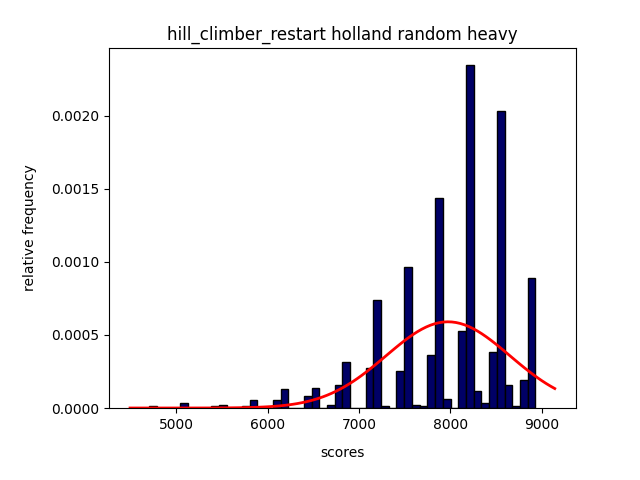 hill_climber_restart holland random heavy
relative frequency
0.0020
0.0015
0.0010
0.0005
0.0000
5000 6000 7000 8000 9000
scores